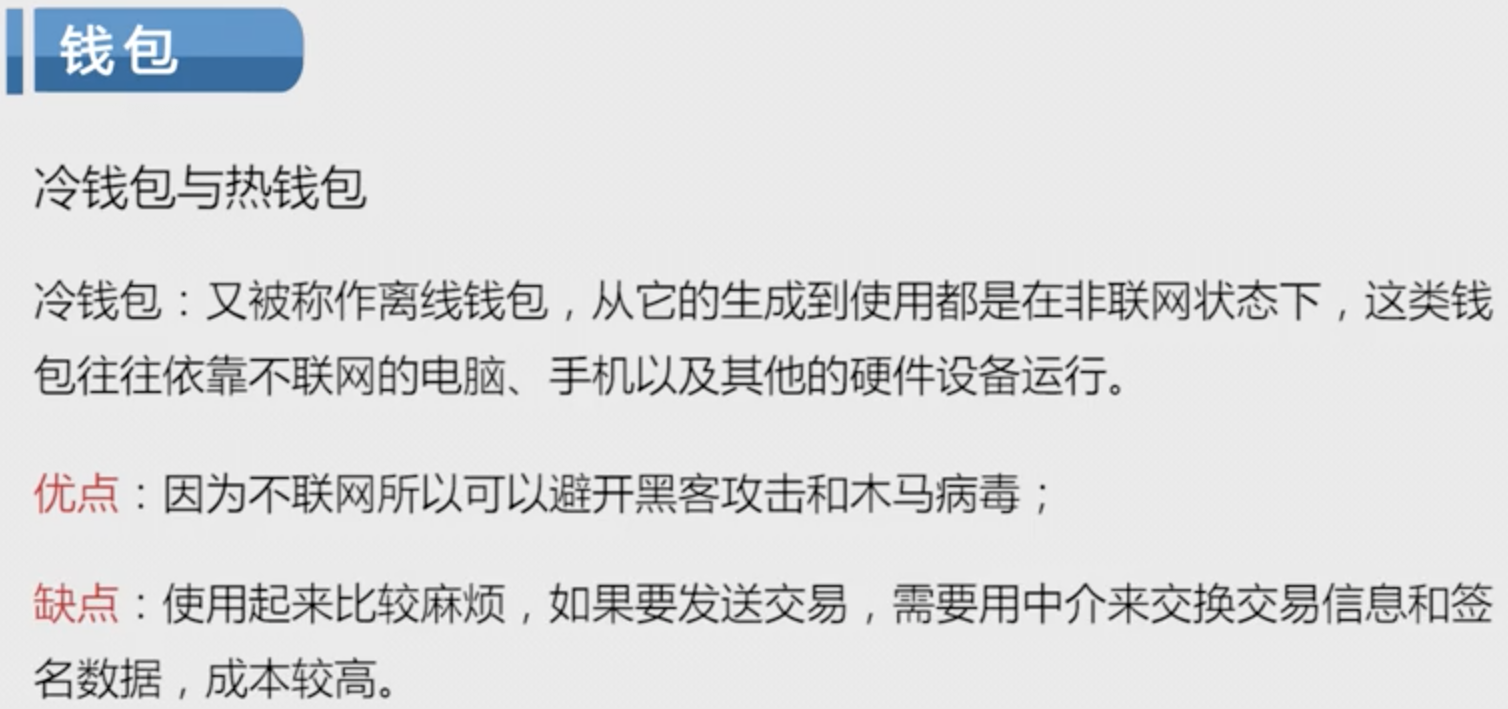 钱包
冷钱包与热钱包
冷钱包：又被称作离线钱包，从它的生成到使用都是在非联网状态下，这类钱
包往往依靠不联网的电脑、手机以及其他的硬件设备运行。
优点：因为不联网所以可以避开黑客攻击和木马病毒；
缺点：使用起来比较麻烦，如果要发送交易，需要用中介来交换交易信息和签
名数据，成本较高。